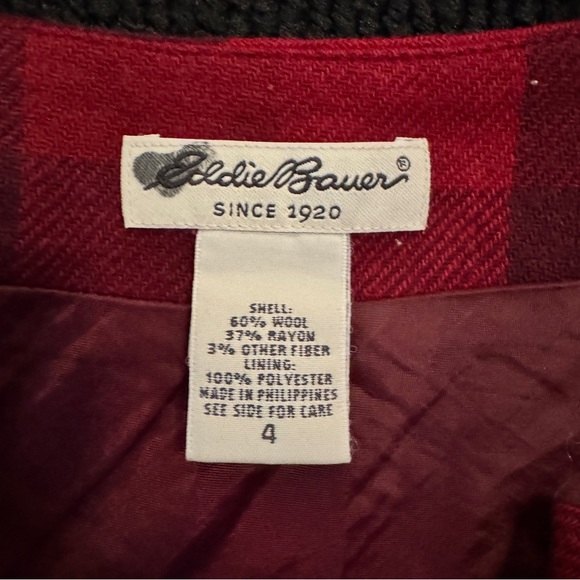 Eddie Bauer®
SINCE 1920
SHELL:
60% WOOL
37% RAYON
3% OTHER FIBER
LINING:
100% POLYESTER
MADE IN PHILIPPINES
SEE SIDE FOR CARE
4